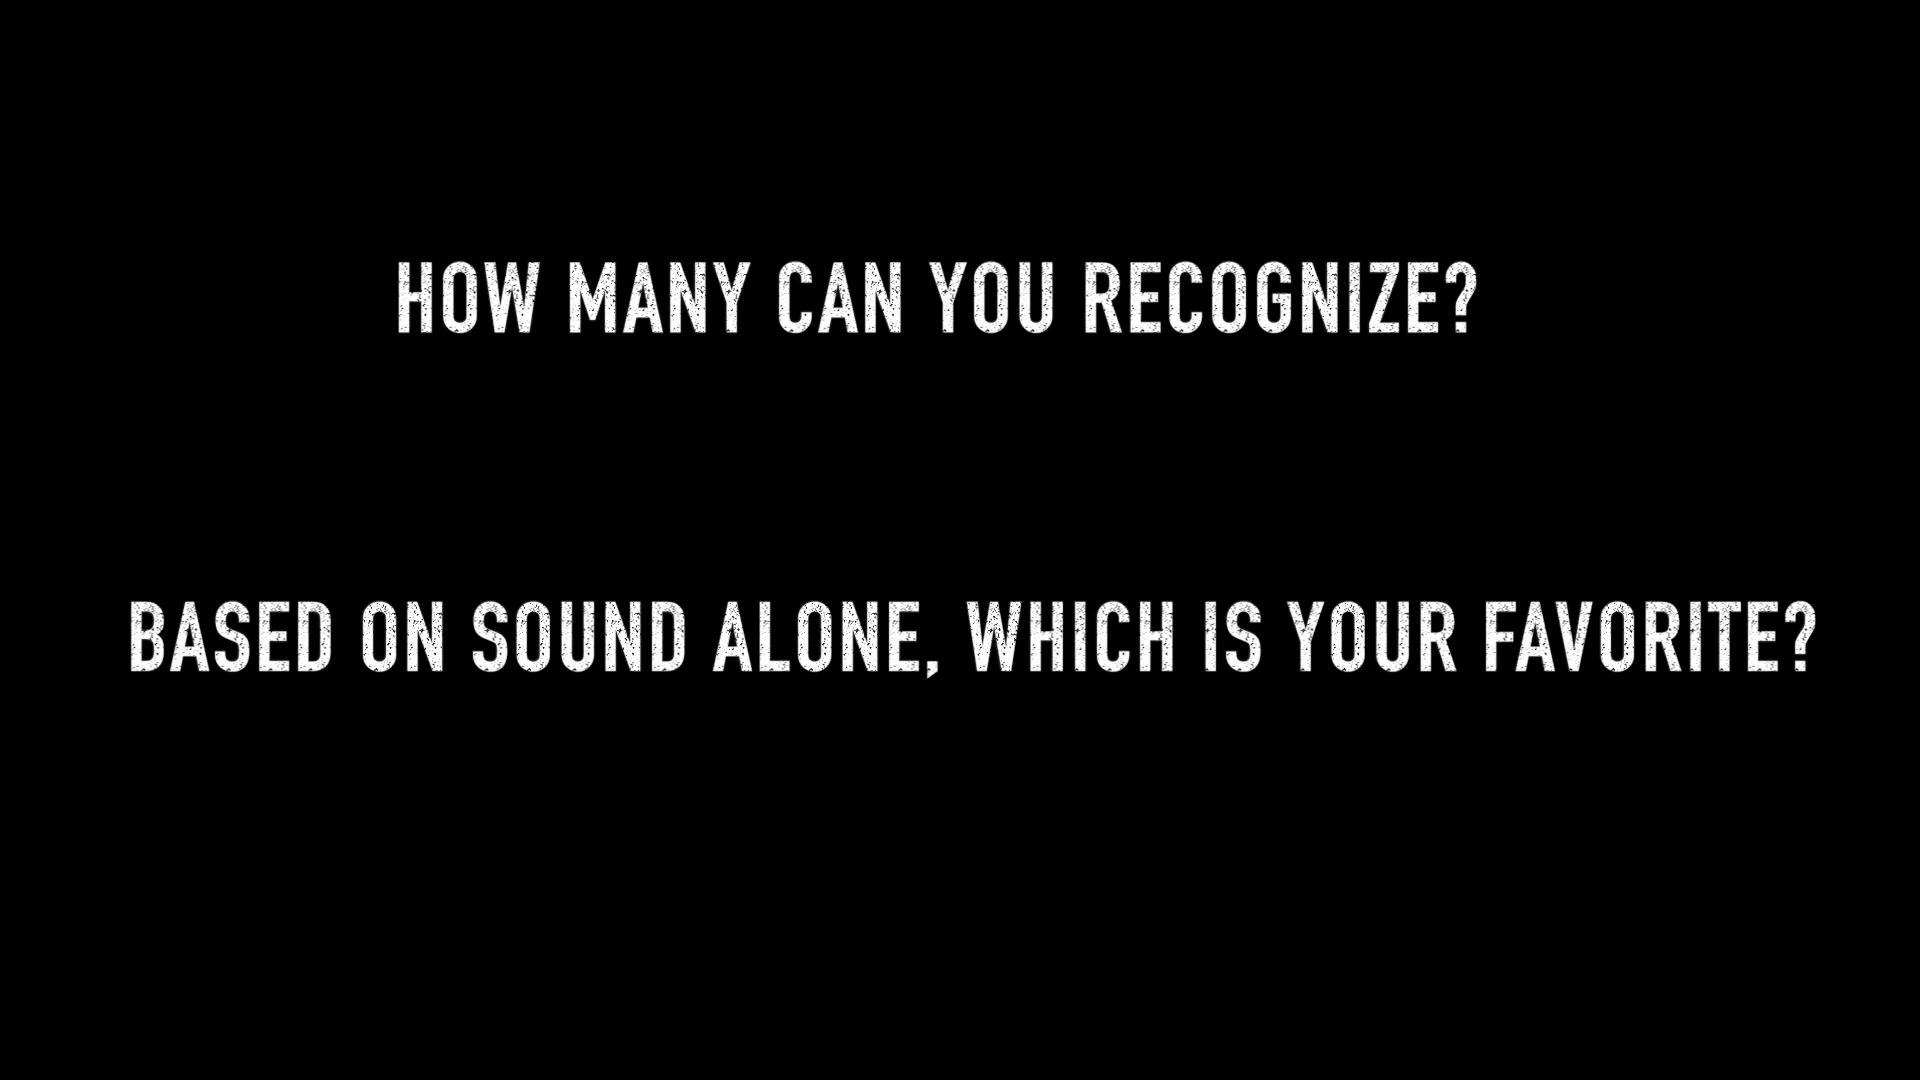 HOW MANY CAN YOU RECOGNIZE?
BASED ON SOUND ALONE, WHICH IS YOUR FAVORITE?